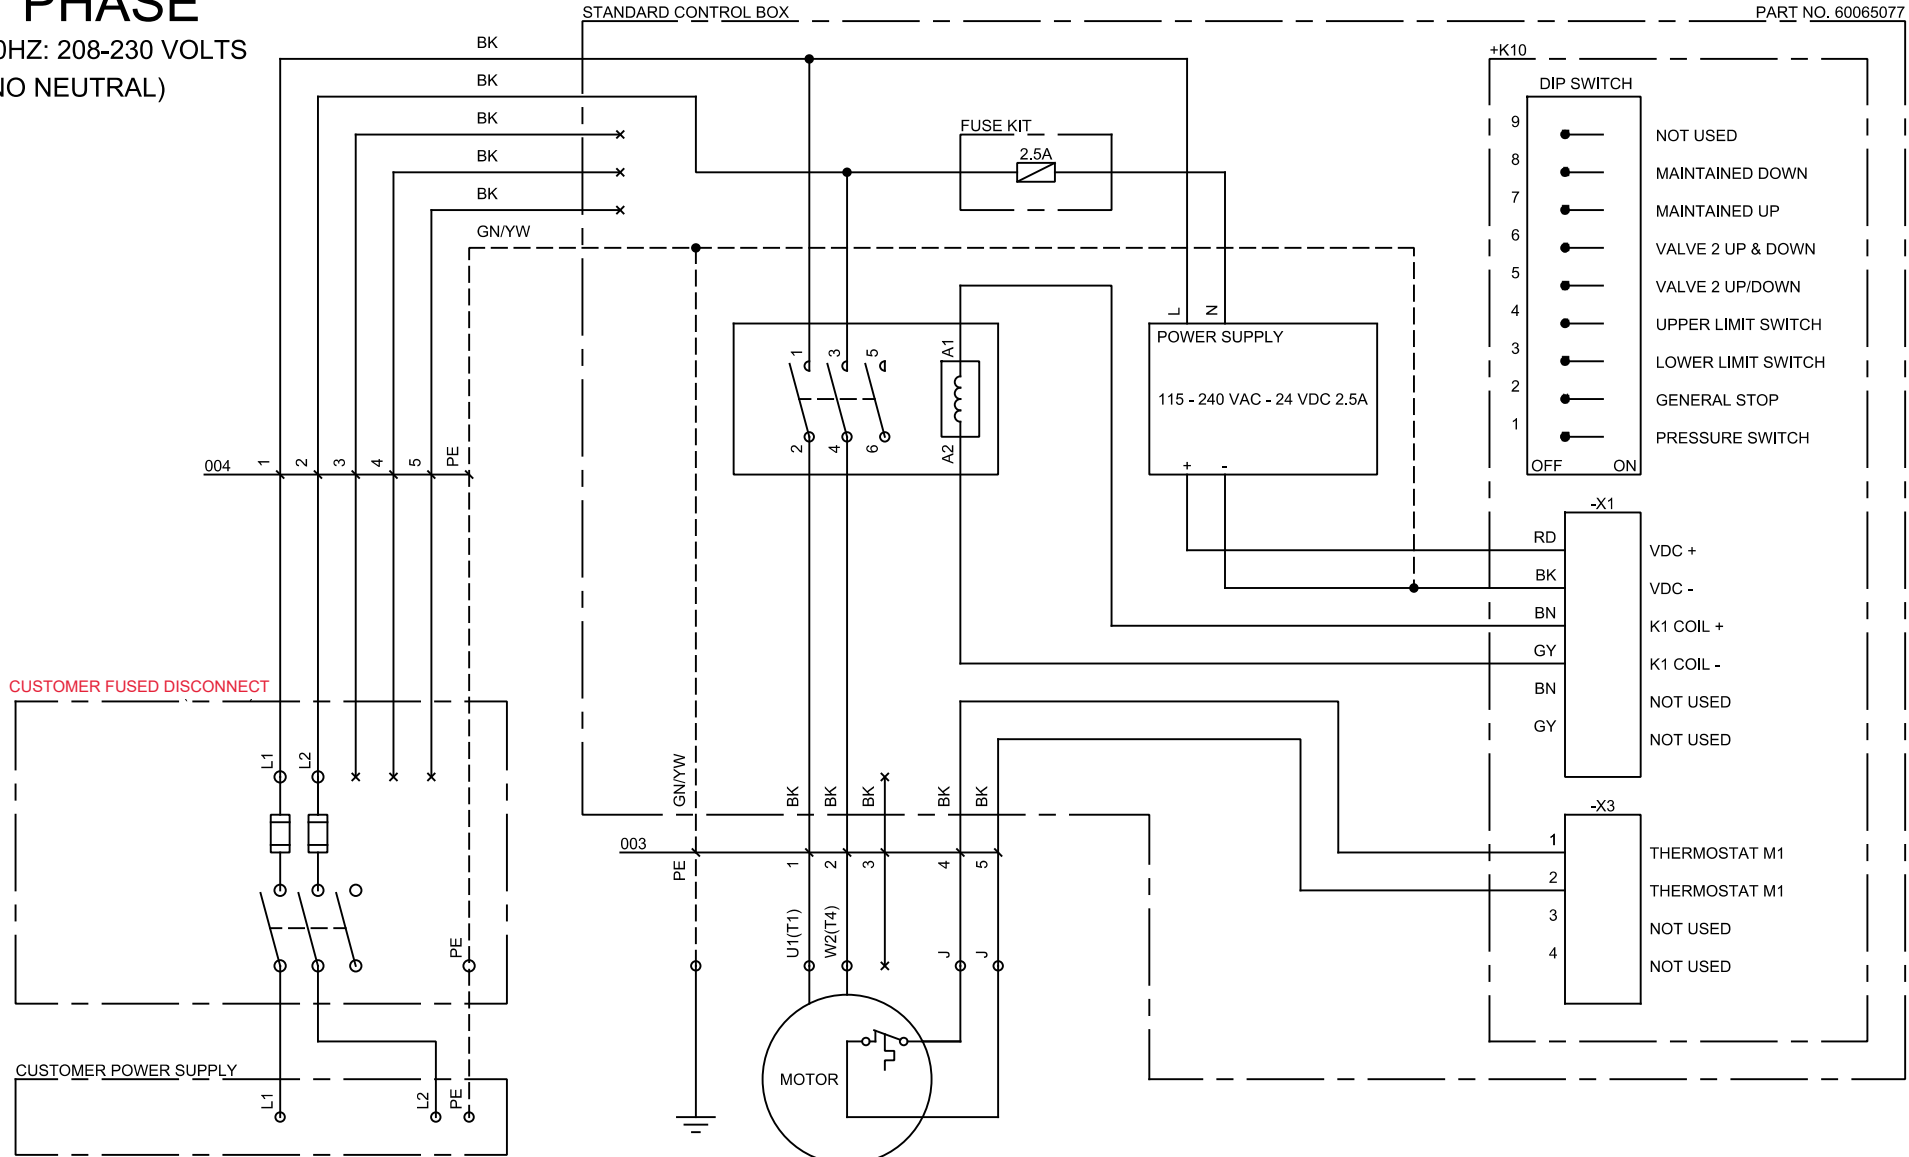 PHASE
0HZ: 208-230 VOLTS
NO NEUTRAL)
STANDARD CONTROL BOX
PART NO. 60065077
BK
BK
BK
BK
BK
GN/YW
FUSE KIT
2.5A
+K10
DIP SWITCH
9 NOT USED
8 MAINTAINED DOWN
7 MAINTAINED UP
6 VALVE 2 UP & DOWN
5 VALVE 2 UP/DOWN
4 UPPER LIMIT SWITCH
3 LOWER LIMIT SWITCH
2 GENERAL STOP
1 PRESSURE SWITCH
OFF ON
L N
POWER SUPPLY
115 - 240 VAC - 24 VDC 2.5A
+ -
1 3 5 A1
2 4 6 A2
004 1 2 3 4 5 PE
-X1
RD VDC +
BK VDC -
BN K1 COIL +
GY K1 COIL -
BN NOT USED
GY NOT USED
CUSTOMER FUSED DISCONNECT
L1 L2
PE
GN/YW BK BK BK BK BK
003 PE 1 2 3 4 5
U1(T1) W2(T4) J J
-X3
1 THERMOSTAT M1
2 THERMOSTAT M1
3 NOT USED
4 NOT USED
MOTOR
CUSTOMER POWER SUPPLY
L1 L2 PE